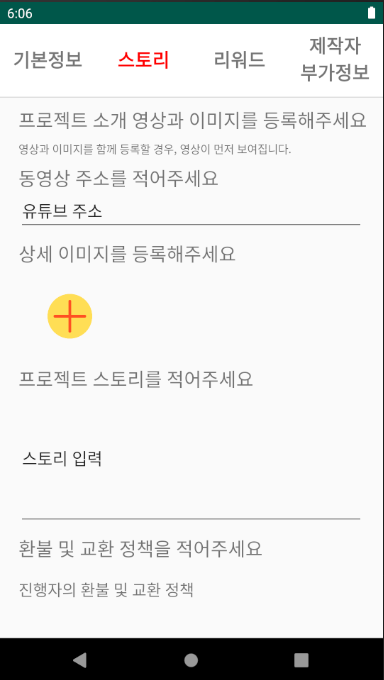 6:06
기본정보 스토리 리워드 제작자
부가정보
프로젝트 소개 영상과 이미지를 등록해주세요
영상과 이미지를 함께 등록할 경우, 영상이 먼저 보여집니다.
동영상 주소를 적어주세요
유튜브 주소
상세 이미지를 등록해주세요
프로젝트 스토리를 적어주세요
스토리 입력
환불 및 교환 정책을 적어주세요
진행자의 환불 및 교환 정책